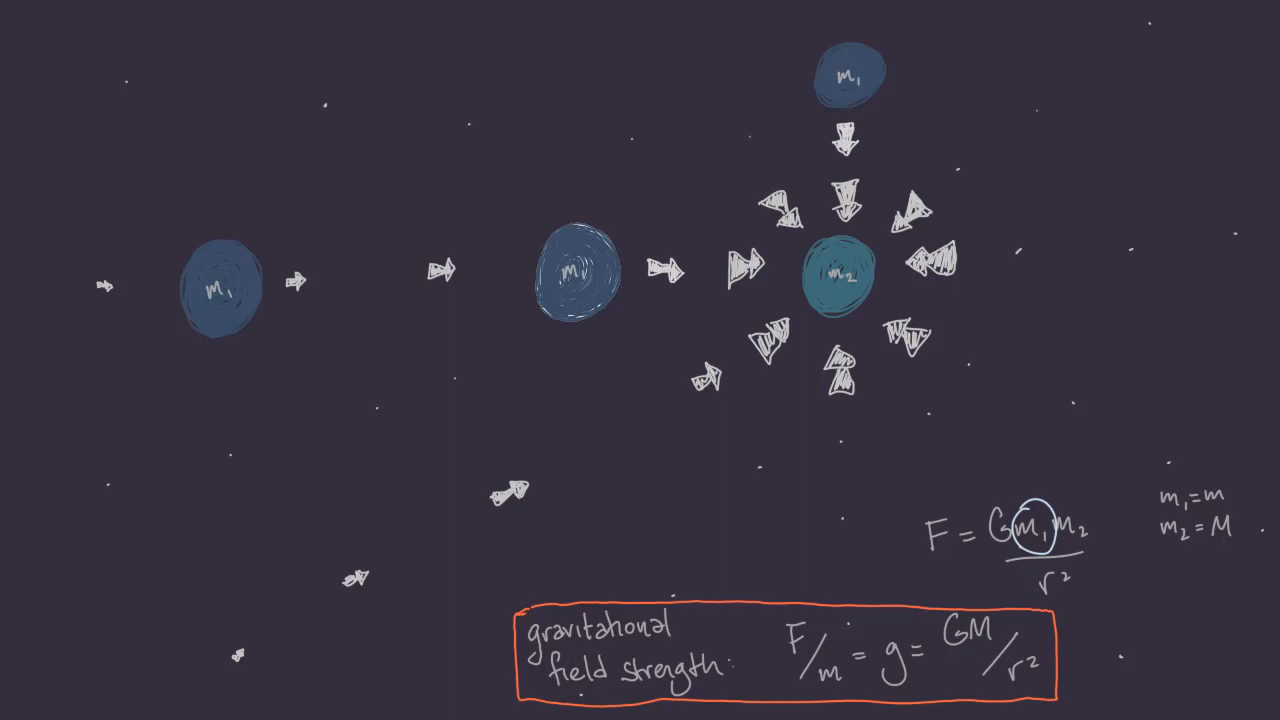 m₁
m₁
m₁
m₂
F = Gm₁m₂
r²
m₁ = m
m₂ = M
gravitational
field strength:
F/m = g = GM/r²